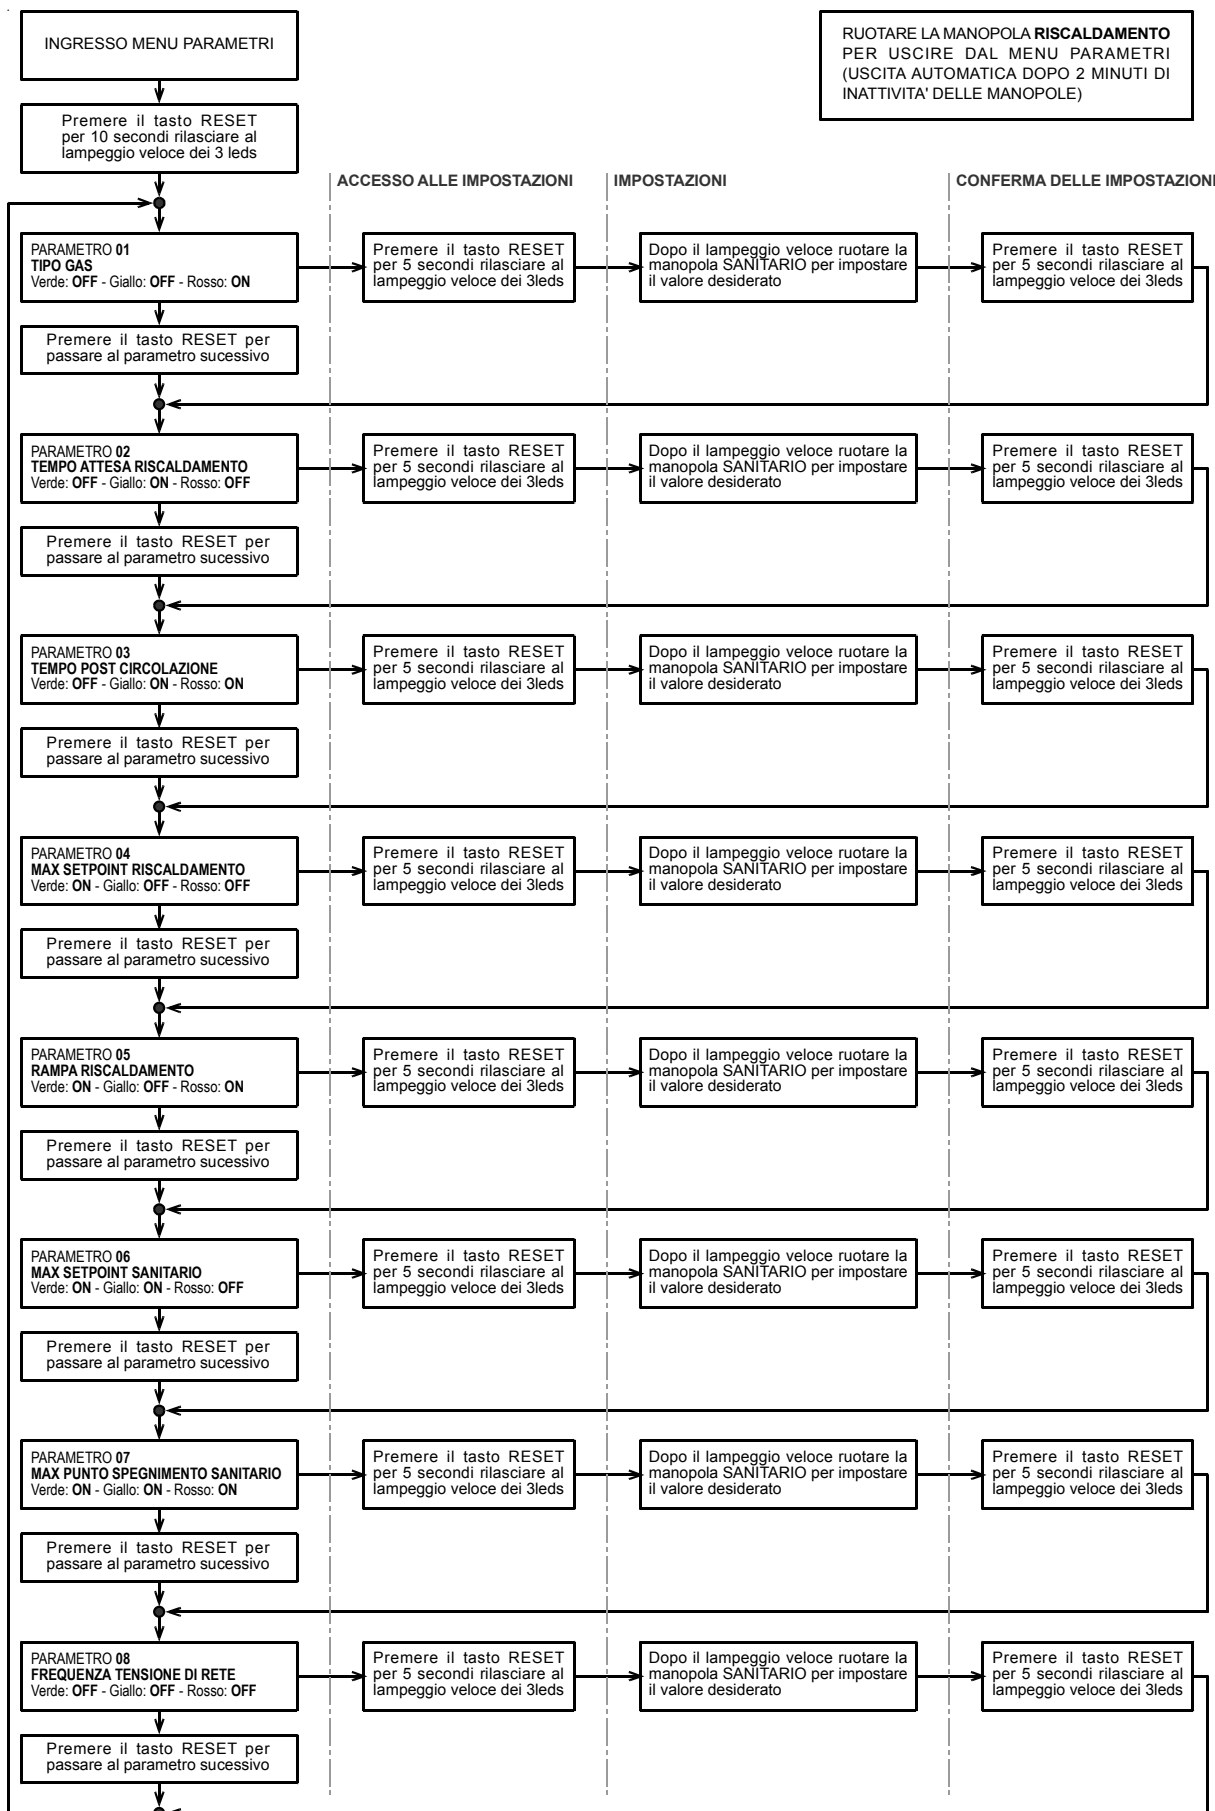 INGRESSO MENU PARAMETRI
RUOTARE LA MANOPOLA RISCALDAMENTO
PER USCIRE DAL MENU PARAMETRI
(USCITA AUTOMATICA DOPO 2 MINUTI DI
INATTIVITA' DELLE MANOPOLE)
Premere il tasto RESET
per 10 secondi rilasciare al
lampeggio veloce dei 3 leds
ACCESSO ALLE IMPOSTAZIONI
IMPOSTAZIONI
CONFERMA DELLE IMPOSTAZIONI
PARAMETRO 01
TIPO GAS
Verde: OFF - Giallo: OFF - Rosso: ON
Premere il tasto RESET
per 5 secondi rilasciare al
lampeggio veloce dei 3leds
Dopo il lampeggio veloce ruotare la
manopola SANITARIO per impostare
il valore desiderato
Premere il tasto RESET
per 5 secondi rilasciare al
lampeggio veloce dei 3leds
Premere il tasto RESET per
passare al parametro sucessivo
PARAMETRO 02
TEMPO ATTESA RISCALDAMENTO
Verde: OFF - Giallo: ON - Rosso: OFF
Premere il tasto RESET
per 5 secondi rilasciare al
lampeggio veloce dei 3leds
Dopo il lampeggio veloce ruotare la
manopola SANITARIO per impostare
il valore desiderato
Premere il tasto RESET
per 5 secondi rilasciare al
lampeggio veloce dei 3leds
Premere il tasto RESET per
passare al parametro sucessivo
PARAMETRO 03
TEMPO POST CIRCOLAZIONE
Verde: OFF - Giallo: ON - Rosso: ON
Premere il tasto RESET
per 5 secondi rilasciare al
lampeggio veloce dei 3leds
Dopo il lampeggio veloce ruotare la
manopola SANITARIO per impostare
il valore desiderato
Premere il tasto RESET
per 5 secondi rilasciare al
lampeggio veloce dei 3leds
Premere il tasto RESET per
passare al parametro sucessivo
PARAMETRO 04
MAX SETPOINT RISCALDAMENTO
Verde: ON - Giallo: OFF - Rosso: OFF
Premere il tasto RESET
per 5 secondi rilasciare al
lampeggio veloce dei 3leds
Dopo il lampeggio veloce ruotare la
manopola SANITARIO per impostare
il valore desiderato
Premere il tasto RESET
per 5 secondi rilasciare al
lampeggio veloce dei 3leds
Premere il tasto RESET per
passare al parametro sucessivo
PARAMETRO 05
RAMPA RISCALDAMENTO
Verde: ON - Giallo: OFF - Rosso: ON
Premere il tasto RESET
per 5 secondi rilasciare al
lampeggio veloce dei 3leds
Dopo il lampeggio veloce ruotare la
manopola SANITARIO per impostare
il valore desiderato
Premere il tasto RESET
per 5 secondi rilasciare al
lampeggio veloce dei 3leds
Premere il tasto RESET per
passare al parametro sucessivo
PARAMETRO 06
MAX SETPOINT SANITARIO
Verde: ON - Giallo: ON - Rosso: OFF
Premere il tasto RESET
per 5 secondi rilasciare al
lampeggio veloce dei 3leds
Dopo il lampeggio veloce ruotare la
manopola SANITARIO per impostare
il valore desiderato
Premere il tasto RESET
per 5 secondi rilasciare al
lampeggio veloce dei 3leds
Premere il tasto RESET per
passare al parametro sucessivo
PARAMETRO 07
MAX PUNTO SPEGNIMENTO SANITARIO
Verde: ON - Giallo: ON - Rosso: ON
Premere il tasto RESET
per 5 secondi rilasciare al
lampeggio veloce dei 3leds
Dopo il lampeggio veloce ruotare la
manopola SANITARIO per impostare
il valore desiderato
Premere il tasto RESET
per 5 secondi rilasciare al
lampeggio veloce dei 3leds
Premere il tasto RESET per
passare al parametro sucessivo
PARAMETRO 08
FREQUENZA TENSIONE DI RETE
Verde: OFF - Giallo: OFF - Rosso: OFF
Premere il tasto RESET
per 5 secondi rilasciare al
lampeggio veloce dei 3leds
Dopo il lampeggio veloce ruotare la
manopola SANITARIO per impostare
il valore desiderato
Premere il tasto RESET
per 5 secondi rilasciare al
lampeggio veloce dei 3leds
Premere il tasto RESET per
passare al parametro sucessivo